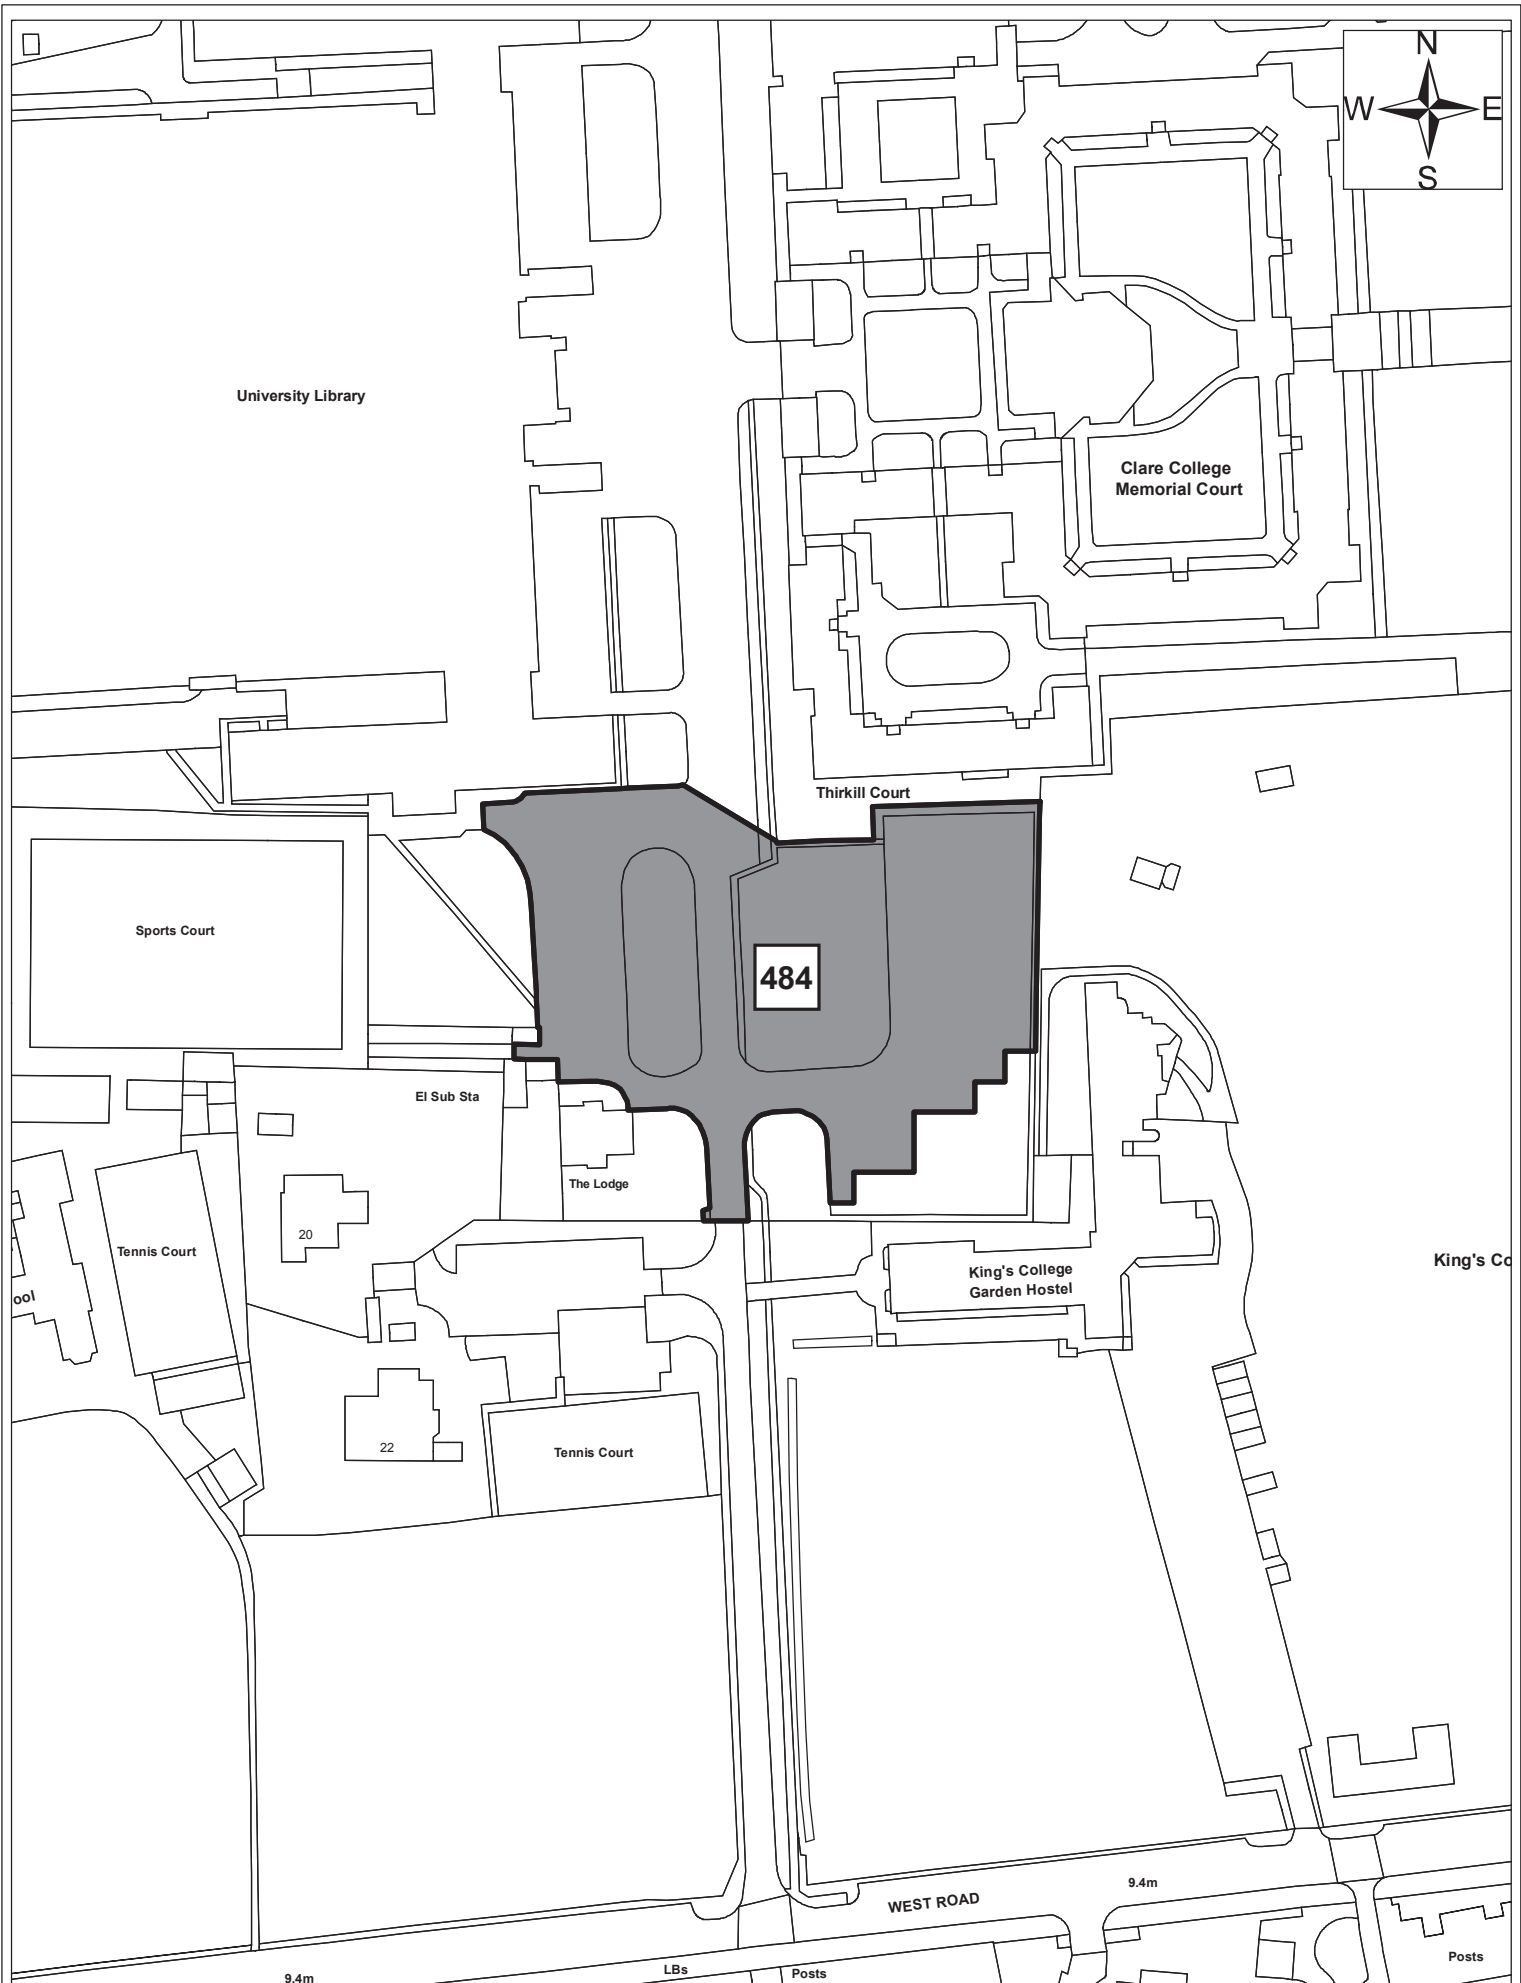 N
W E
S
University Library
Clare College
Memorial Court
Thirkill Court
Sports Court
484
El Sub Sta
The Lodge
20
Tennis Court
King's College
Garden Hostel
King's Co
ool
22
Tennis Court
WEST ROAD
9.4m
9.4m
LBs
Posts
Posts